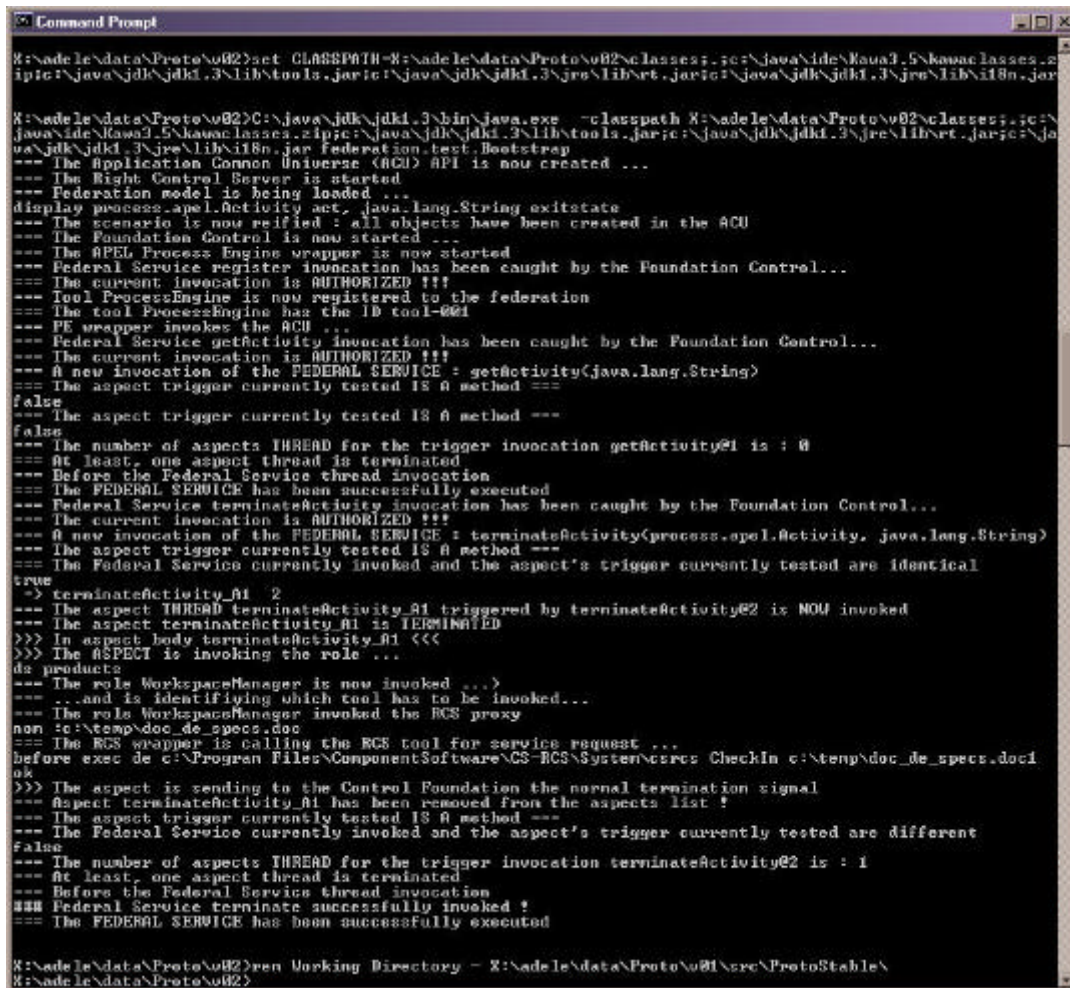 Command Prompt
X:\adele\data\Proto\v02>set CLASSPATH=X:\adele\data\Proto\v02\classes;.;c:\java\ide\Kawa3.5\kawaclasses.z
ip;c:\java\jdk\jdk1.3\lib\tools.jar;c:\java\jdk\jdk1.3\jre\lib\rt.jar;c:\java\jdk\jdk1.3\jre\lib\i18n.jar
X:\adele\data\Proto\v02>C:\java\jdk\jdk1.3\bin\java.exe -classpath X:\adele\data\Proto\v02\classes;.;c:\
java\ide\Kawa3.5\kawaclasses.zip;c:\java\jdk\jdk1.3\lib\tools.jar;c:\java\jdk\jdk1.3\jre\lib\rt.jar;c:\ja
va\jdk\jdk1.3\jre\lib\i18n.jar federation.test.Bootstrap
=== The Application Common Universe (ACU) API is now created ...
=== The Right Control Server is started
=== Federation model is being loaded ...
display process.apel.Activity act, java.lang.String exitstate
=== The scenario is now reified : all objects have been created in the ACU
=== The Foundation Control is now started ...
=== The APEL Process Engine wrapper is now started
=== Federal Service register invocation has been caught by the Foundation Control...
=== The current invocation is AUTHORIZED !!!
=== Tool ProcessEngine is now registered to the federation
=== The tool ProcessEngine has the ID tool-001
=== PE wrapper invokes the ACU ...
=== Federal Service getActivity invocation has been caught by the Foundation Control...
=== The current invocation is AUTHORIZED !!!
=== A new invocation of the FEDERAL SERVICE : getActivity(java.lang.String)
=== The aspect trigger currently tested IS A method ===
false
=== The aspect trigger currently tested IS A method ===
false
=== The number of aspects THREAD for the trigger invocation getActivity@1 is : 0
=== At least, one aspect thread is terminated
=== Before the Federal Service thread invocation
=== The FEDERAL SERVICE has been successfully executed
=== Federal Service terminateActivity invocation has been caught by the Foundation Control...
=== The current invocation is AUTHORIZED !!!
=== A new invocation of the FEDERAL SERVICE : terminateActivity(process.apel.Activity, java.lang.String)
=== The aspect trigger currently tested IS A method ===
=== The Federal Service currently invoked and the aspect's trigger currently tested are identical
true
-> terminateActivity_A1 2
=== The aspect THREAD terminateActivity_A1 triggered by terminateActivity@2 is NOW invoked
=== The aspect terminateActivity_A1 is TERMINATED
>>> In aspect body terminateActivity_A1 <<<
>>> The ASPECT is invoking the role ...
ds products
=== The role WorkspaceManager is now invoked ...>
=== ...and is identifiying which tool has to be invoked...
=== The role WorkspaceManager invoked the RCS proxy
nom :c:\temp\doc_de_specs.doc
=== The RCS wrapper is calling the RCS tool for service request ...
before exec de c:\Program Files\ComponentSoftware\CS-RCS\System\csrcs CheckIn c:\temp\doc_de_specs.doc1
ok
>>> The aspect is sending to the Control Foundation the normal termination signal
=== Aspect terminateActivity_A1 has been removed from the aspects list !
=== The aspect trigger currently tested IS A method ===
=== The Federal Service currently invoked and the aspect's trigger currently tested are different
false
=== The number of aspects THREAD for the trigger invocation terminateActivity@2 is : 1
=== At least, one aspect thread is terminated
=== Before the Federal Service thread invocation
### Federal Service terminate successfully invoked !
=== The FEDERAL SERVICE has been successfully executed
X:\adele\data\Proto\v02>rem Working Directory - X:\adele\data\Proto\v01\src\ProtoStable\
X:\adele\data\Proto\v02>